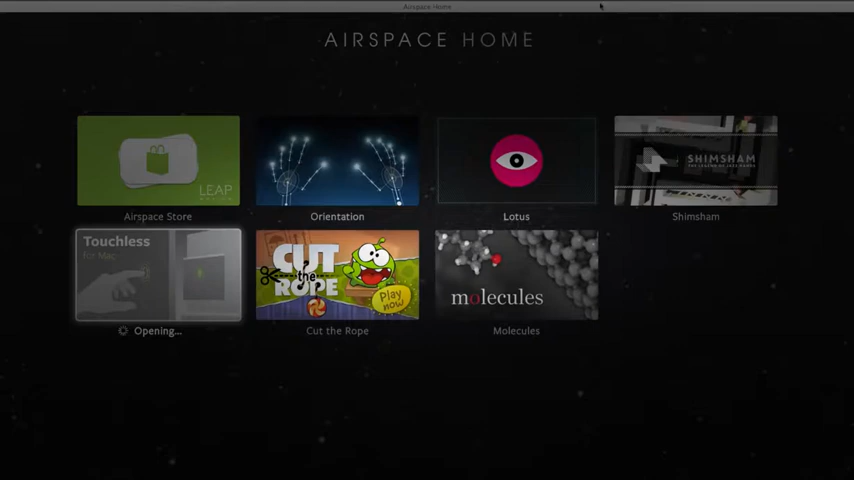 Airspace Home
AIRSPACE HOME
LEAP
SHIMSHAM
Airspace Store
Orientation
Lotus
Shimsham
Touchless
for Mac
CUT
the
ROPE
Play
now
molecules
Opening...
Cut the Rope
Molecules